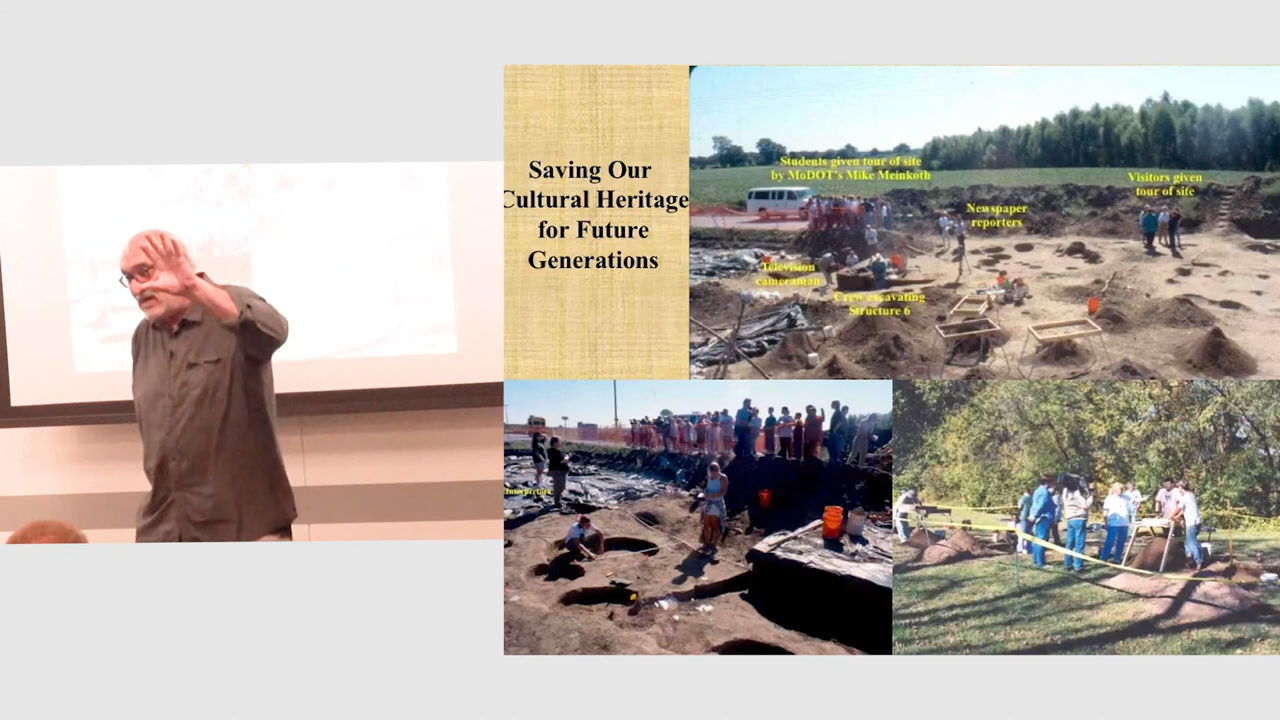 Saving Our
Cultural Heritage
for Future
Generations
Students given tour of site
by MoDOT's Mike Meinkoth
Visitors given
tour of site
Newspaper
reporters
Television
cameraman
Crew excavating
Structure 6
Interpreters